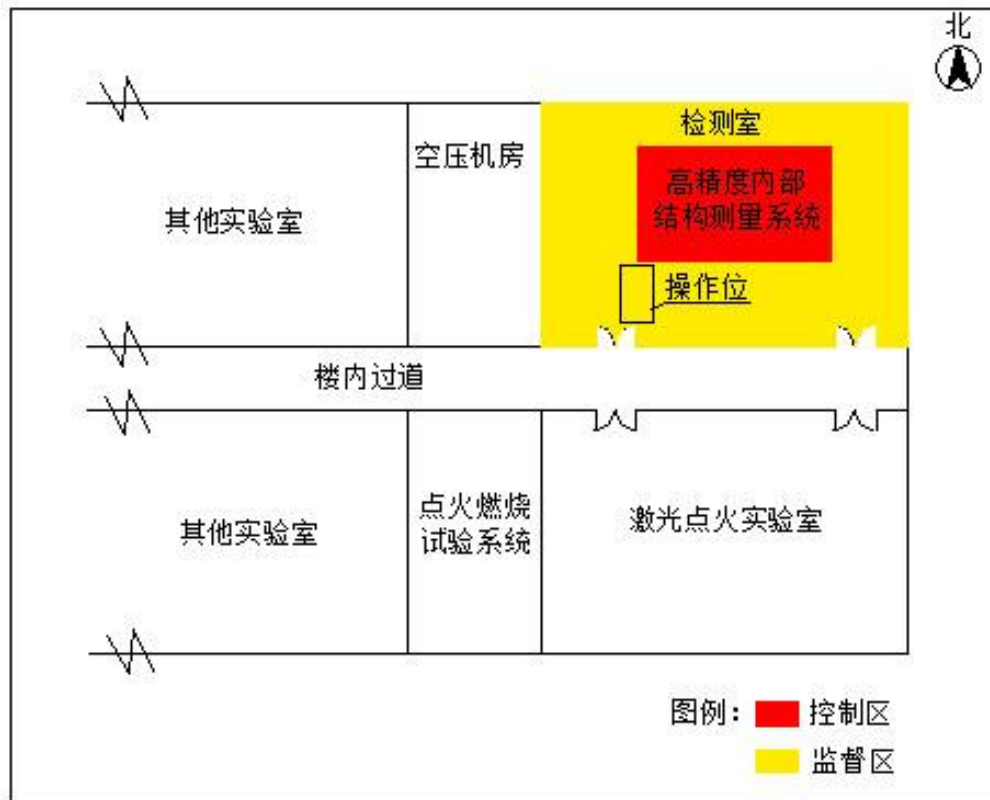 北
检测室
空压机房
高精度内部
结构测量系统
其他实验室
操作位
楼内过道
点火燃烧
试验系统
激光点火实验室
其他实验室
图例：
控制区
监督区